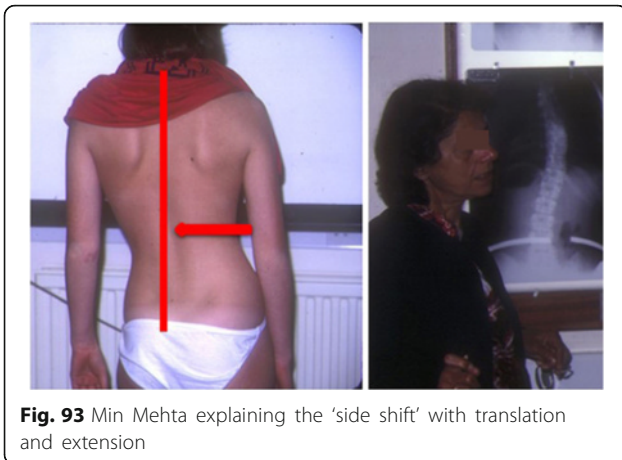 Fig. 93 Min Mehta explaining the ‘side shift’ with translation
and extension